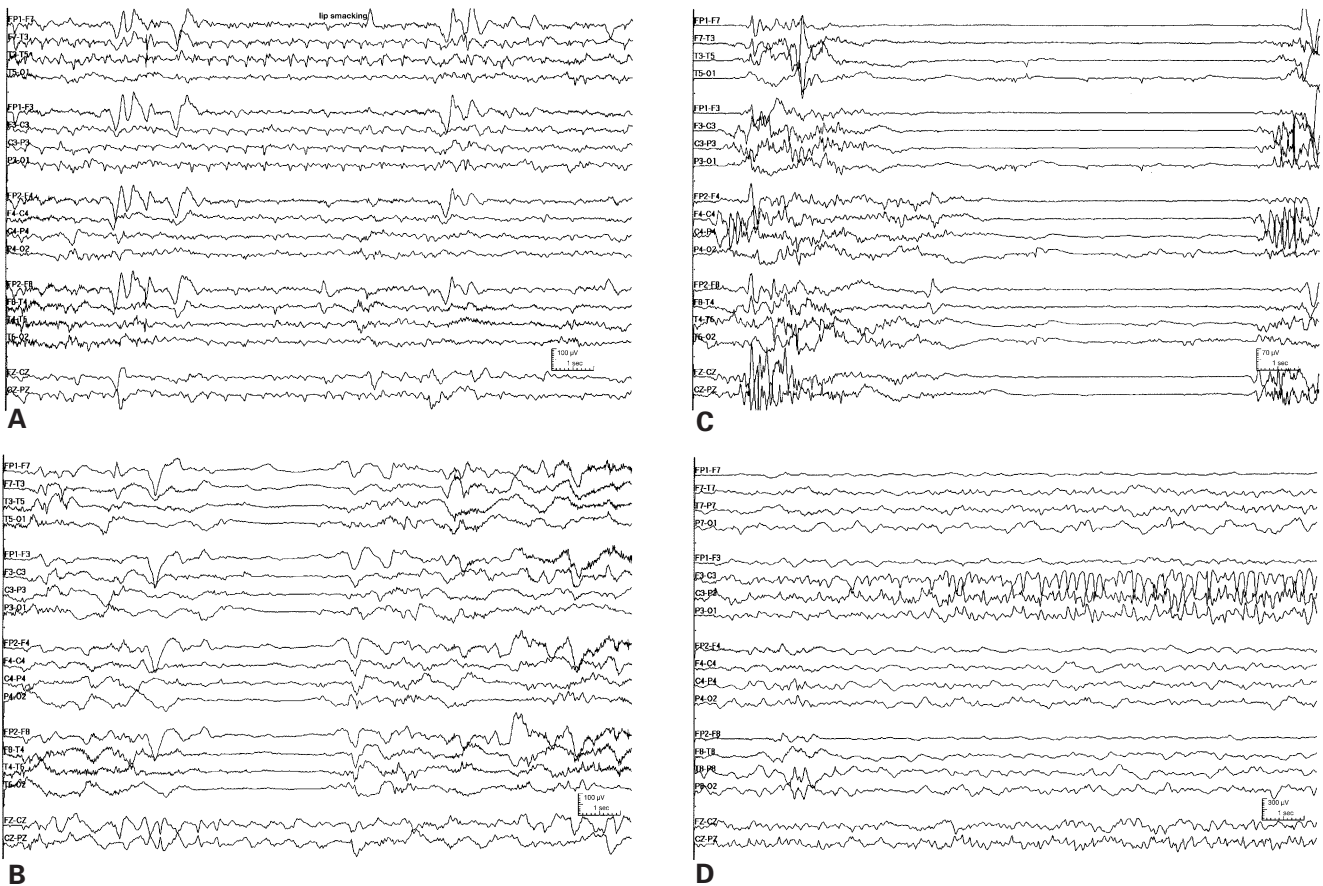 FP1-F7
lip smacking
F7-T3
T3-T5
T5-O1
FP1-F3
F3-C3
C3-P3
P3-O1
FP2-F4
F4-C4
C4-P4
P4-O2
FP2-F8
F8-T4
T4-T6
T6-O2
100 µV
1 sec
FZ-CZ
CZ-PZ
A
FP1-F7
F7-T3
T3-T5
T5-O1
FP1-F3
F3-C3
C3-P3
P3-O1
FP2-F4
F4-C4
C4-P4
P4-O2
FP2-F8
F8-T4
T4-T6
T6-O2
70 µV
1 sec
FZ-CZ
CZ-PZ
C
FP1-F7
F7-T3
T3-T5
T5-O1
FP1-F3
F3-C3
C3-P3
P3-O1
FP2-F4
F4-C4
C4-P4
P4-O2
FP2-F8
F8-T4
T4-T6
T6-O2
100 µV
1 sec
FZ-CZ
CZ-PZ
B
FP1-F7
F7-T7
T7-P7
P7-O1
FP1-F3
F3-C3
C3-P3
P3-O1
FP2-F4
F4-C4
C4-P4
P4-O2
FP2-F8
F8-T8
T8-P8
P8-O2
300 µV
1 sec
FZ-CZ
CZ-PZ
D